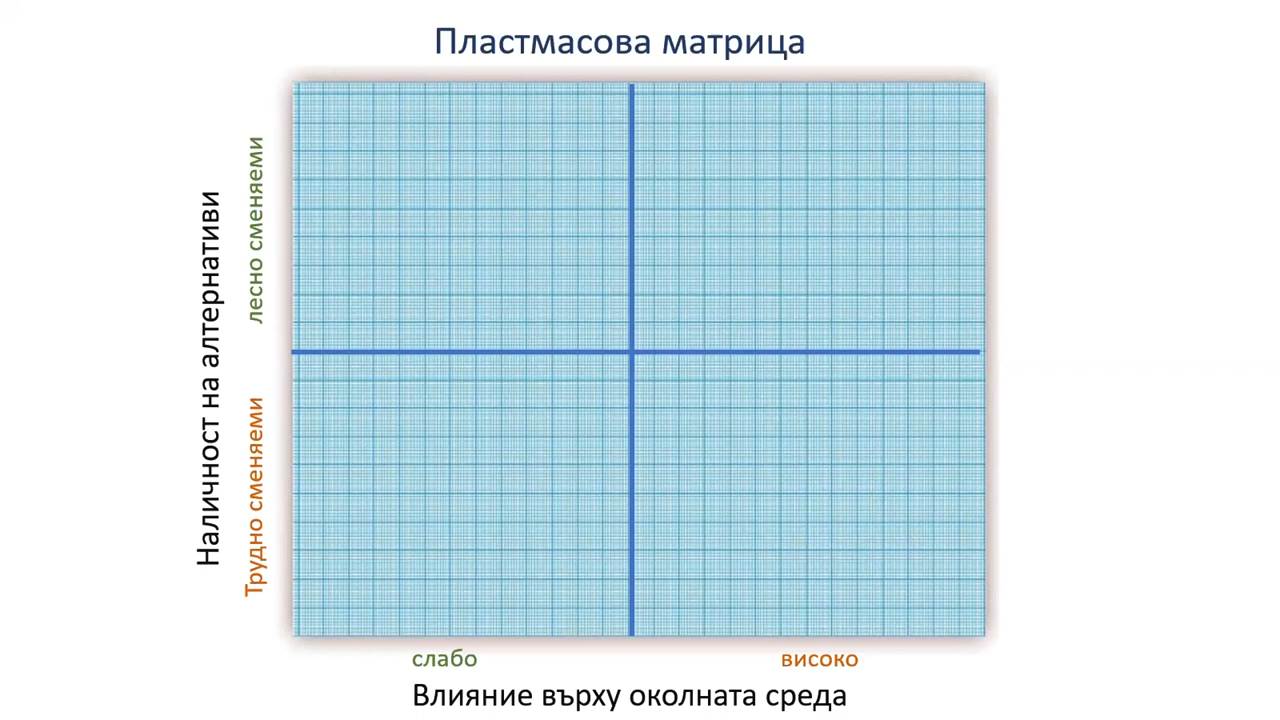 Пластмасова матрица
Наличност на алтернативи
лесно сменяеми
Трудно сменяеми
слабо
високо
Влияние върху околната среда